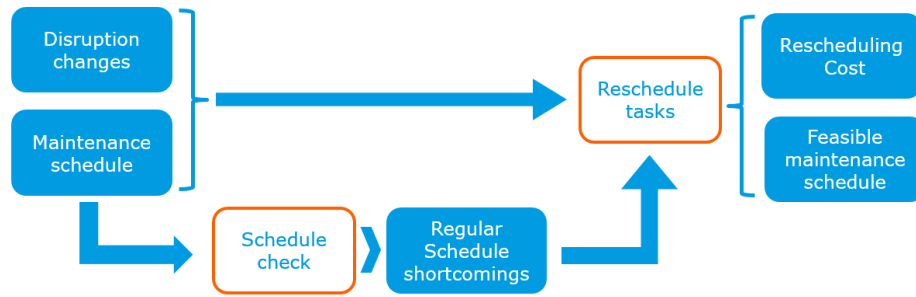 Disruption
changes
Maintenance
schedule
Schedule
check
Regular
Schedule
shortcomings
Reschedule
tasks
Rescheduling
Cost
Feasible
maintenance
schedule